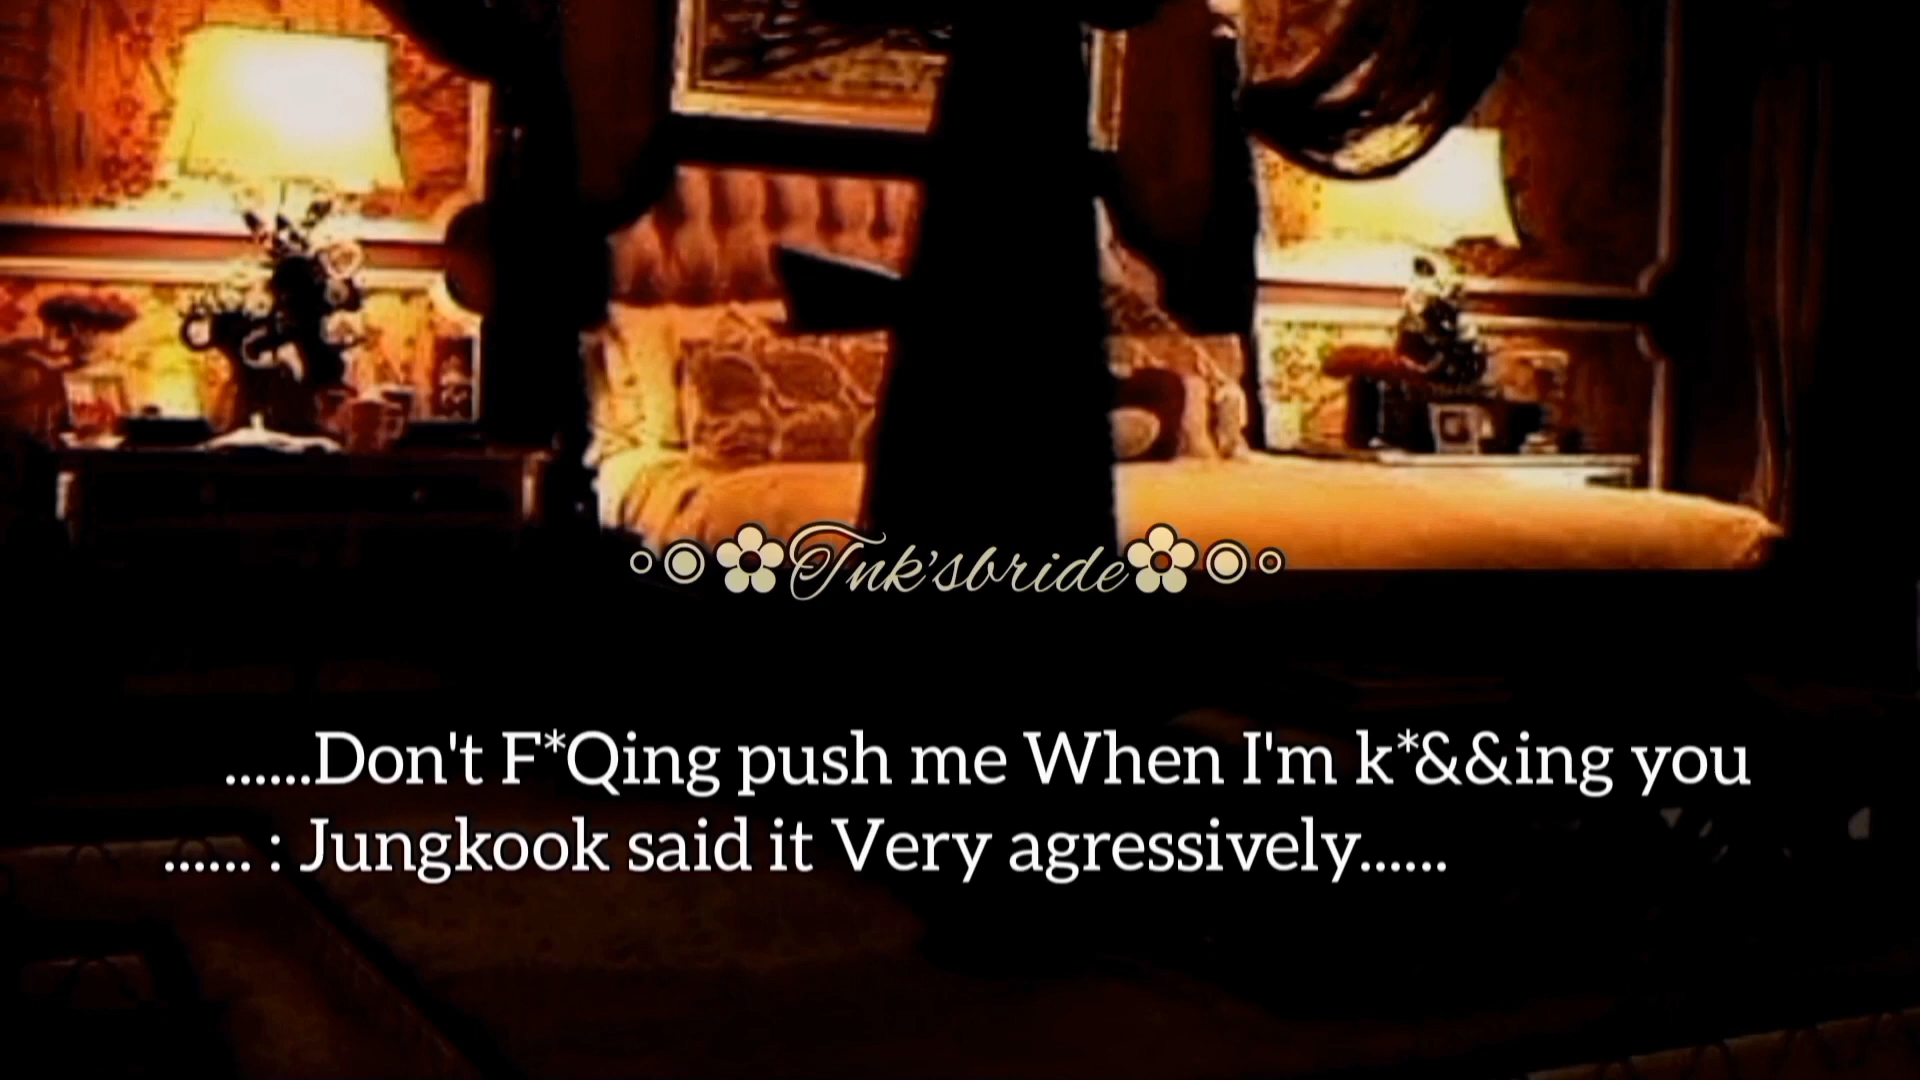 °◉✿Tnk'sbride✿◉°
......Don't F*Qing push me When I'm k*&&ing you
...... : Jungkook said it Very agressively......